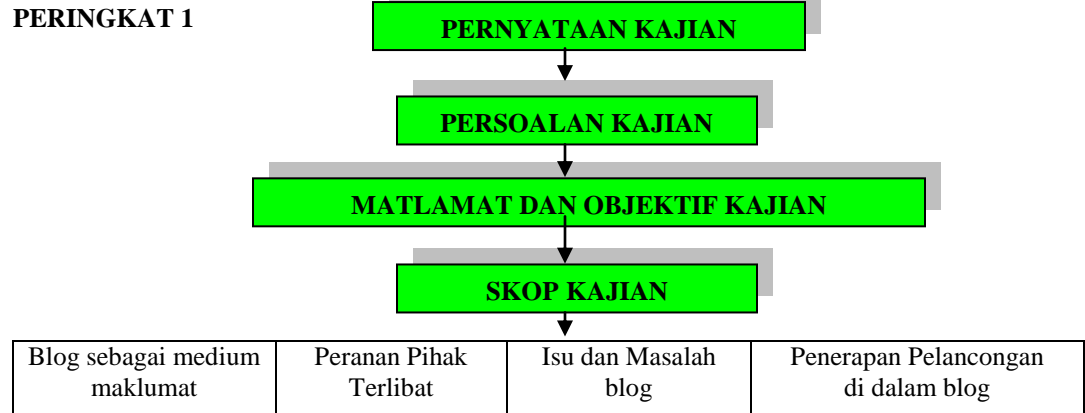 PERINGKAT 1
PERNYATAAN KAJIAN
PERSOALAN KAJIAN
MATLAMAT DAN OBJEKTIF KAJIAN
SKOP KAJIAN
Blog sebagai medium
maklumat
Peranan Pihak
Terlibat
Isu dan Masalah
blog
Penerapan Pelancongan
di dalam blog